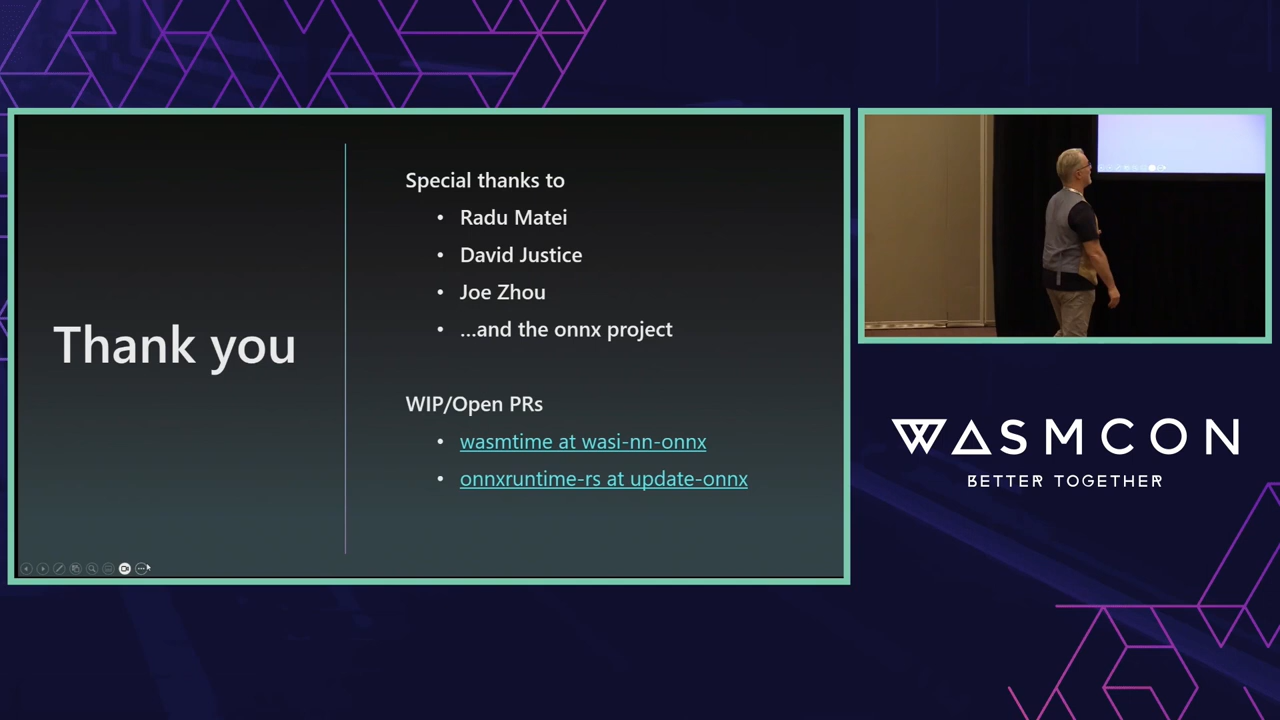 Thank you
Special thanks to
• Radu Matei
• David Justice
• Joe Zhou
• ...and the onnx project
WIP/Open PRs
• wasmtime at wasi-nn-onnx
• onnxruntime-rs at update-onnx
WASMCON
BETTER TOGETHER